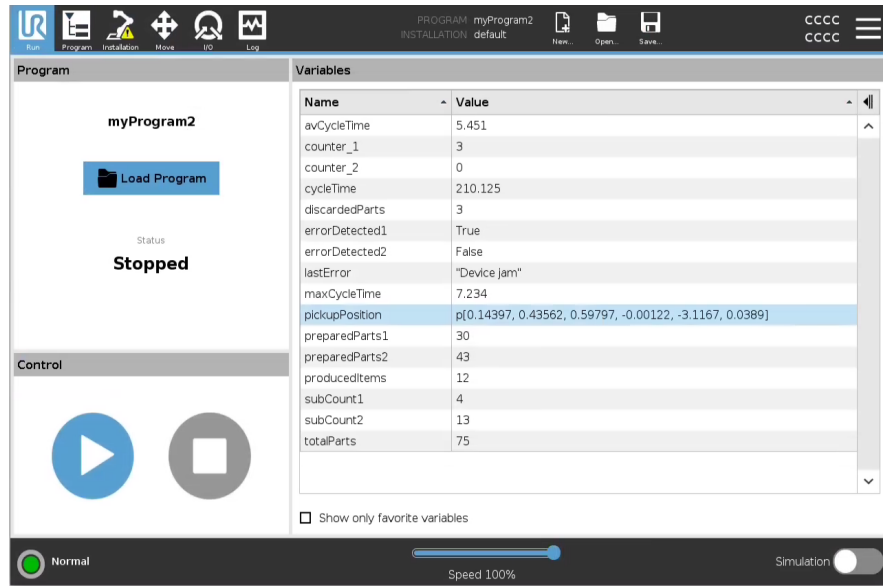 UR
PROGRAM myProgram2
INSTALLATION default
CCCC
CCCC
Run
Program
Installation
Move
I/O
Log
New...
Open...
Save...
Program
myProgram2
Load Program
Status
Stopped
Control
Variables
Name Value
avCycleTime 5.451
counter_1 3
counter_2 0
cycleTime 210.125
discardedParts 3
errorDetected1 True
errorDetected2 False
lastError "Device jam"
maxCycleTime 7.234
pickupPosition p[0.14397, 0.43562, 0.59797, -0.00122, -3.1167, 0.0389]
preparedParts1 30
preparedParts2 43
producedItems 12
subCount1 4
subCount2 13
totalParts 75
Show only favorite variables
Normal
Speed 100%
Simulation